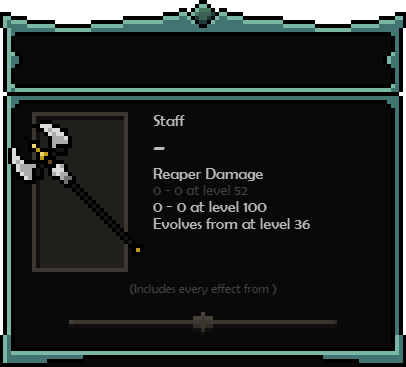 Staff
–
Reaper Damage
0 - 0 at level 52
0 - 0 at level 100
Evolves from at level 36
(Includes every effect from )